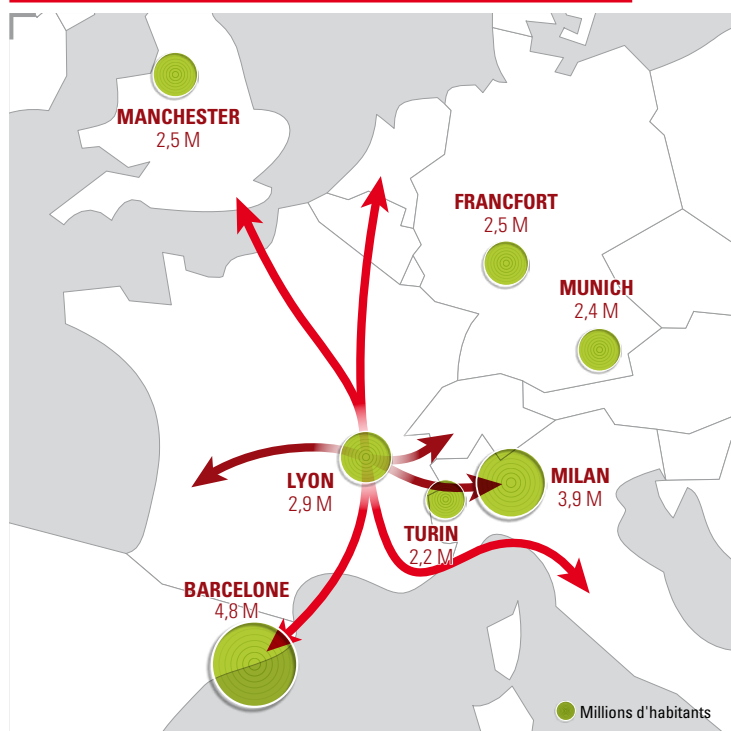 MANCHESTER
2,5 M
FRANCFORT
2,5 M
MUNICH
2,4 M
LYON
2,9 M
MILAN
3,9 M
TURIN
2,2 M
BARCELONE
4,8 M
Millions d'habitants